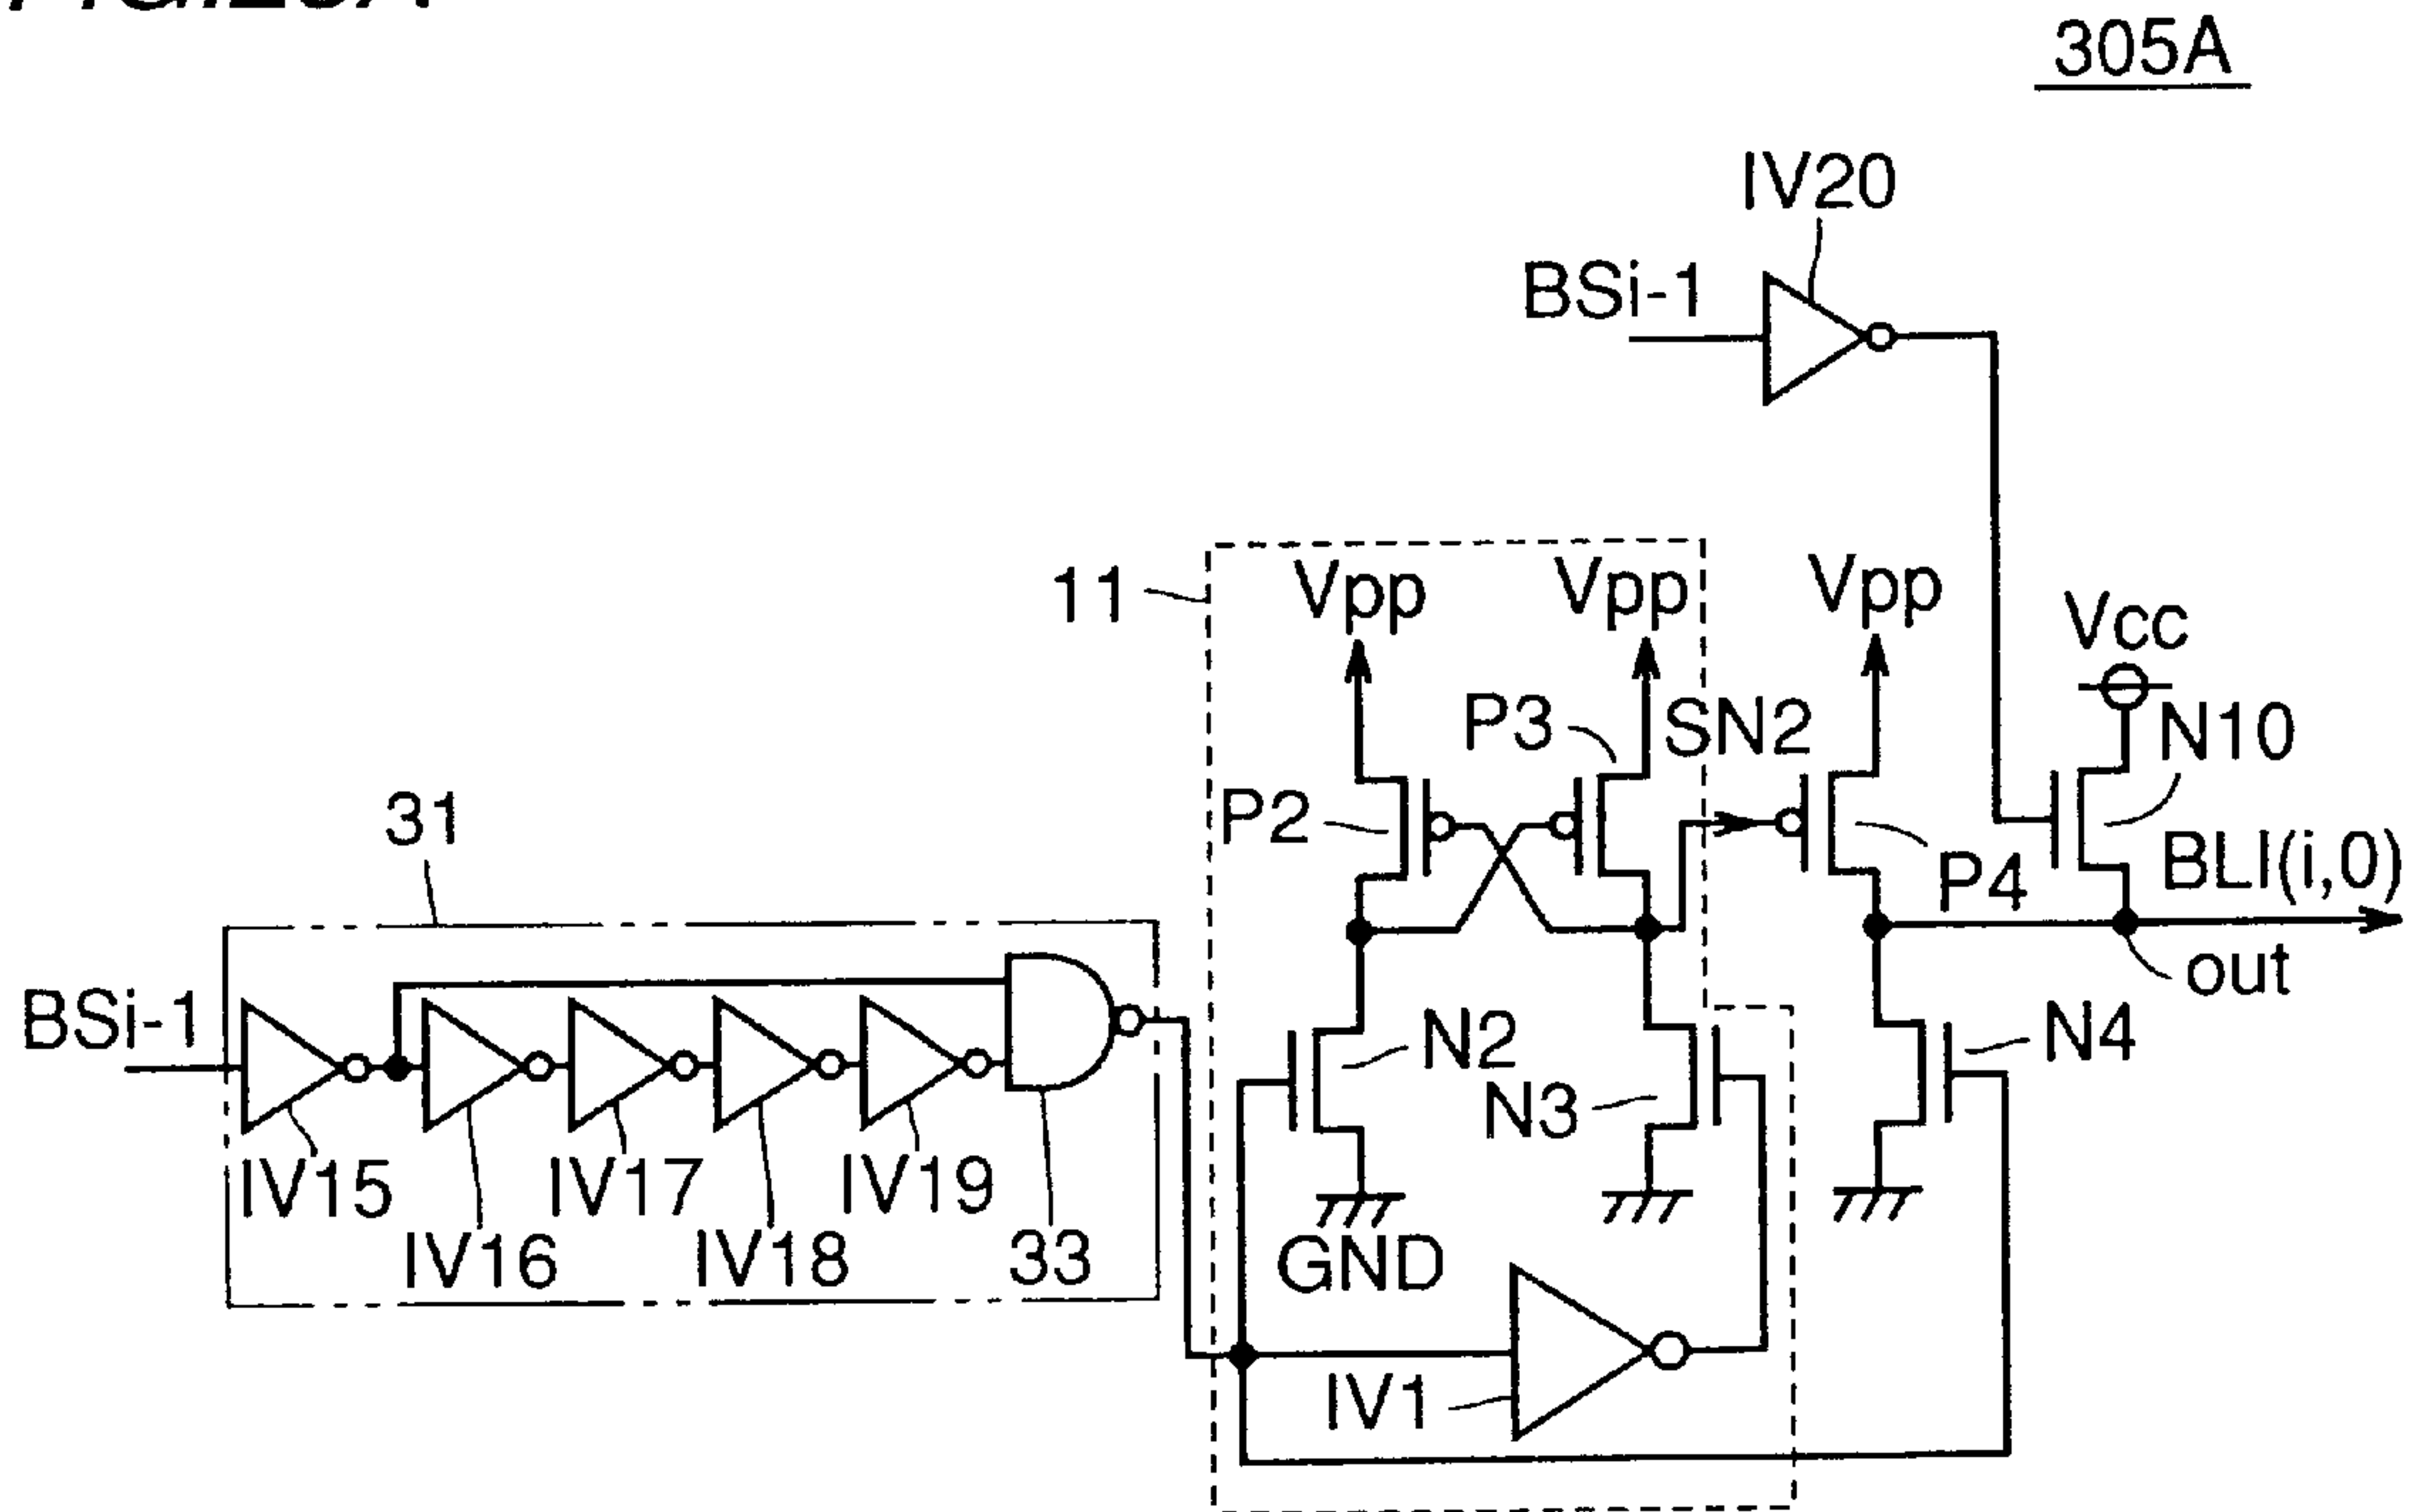 305A
IV20
BSi-1
11
Vpp
Vpp
Vpp
Vcc
P3
SN2
N10
P2
P4
BLI(i,0)
31
out
BSi-1
N2
N3
N4
IV15
IV16
IV17
IV18
IV19
33
GND
IV1